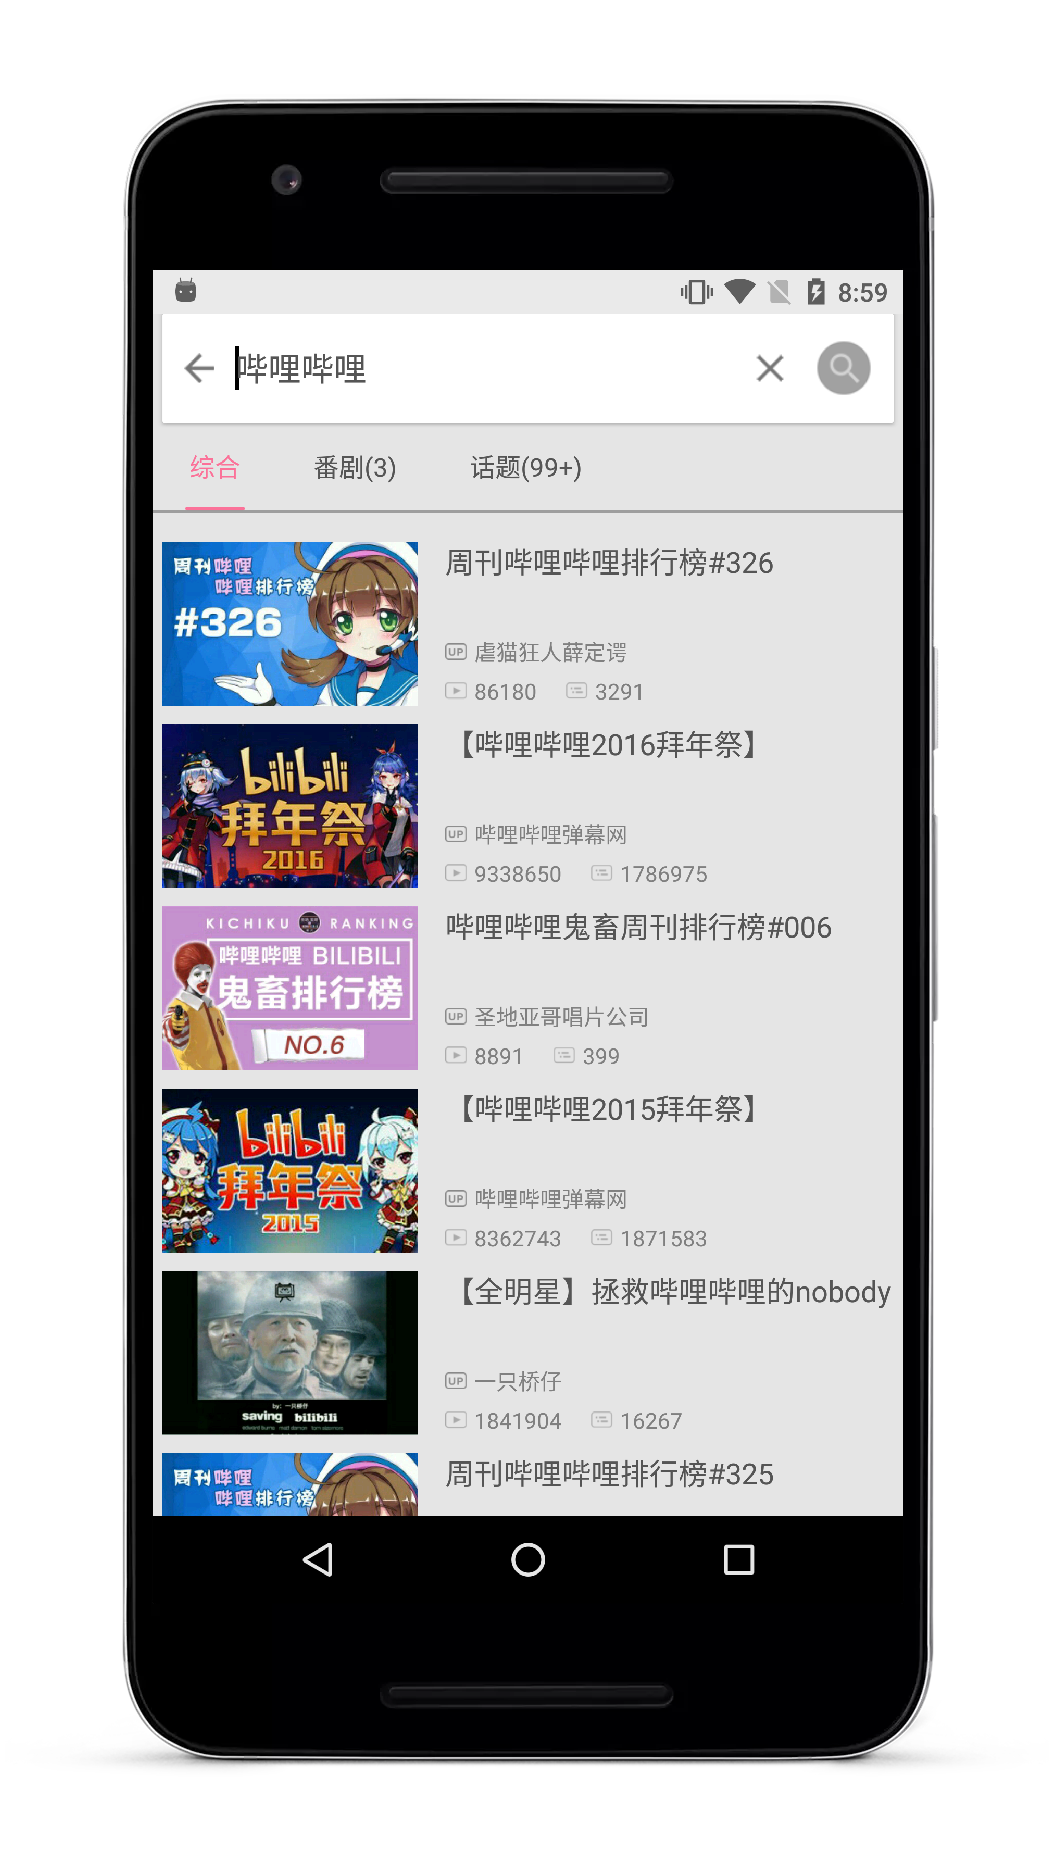 8:59
哔哩哔哩
综合
番剧(3)
话题(99+)
周刊哔哩
哔哩排行榜
#326
周刊哔哩哔哩排行榜#326
UP 虐猫狂人薛定谔
86180
3291
bilibili
拜年祭
2016
【哔哩哔哩2016拜年祭】
UP 哔哩哔哩弹幕网
9338650
1786975
KICHIKU RANKING
哔哩哔哩 BILIBILI
鬼畜排行榜
NO.6
哔哩哔哩鬼畜周刊排行榜#006
UP 圣地亚哥唱片公司
8891
399
bilibili
拜年祭
2015
【哔哩哔哩2015拜年祭】
UP 哔哩哔哩弹幕网
8362743
1871583
by: 一只桥仔
saving bilibili
【全明星】拯救哔哩哔哩的nobody
UP 一只桥仔
1841904
16267
周刊哔哩
哔哩排行榜
周刊哔哩哔哩排行榜#325